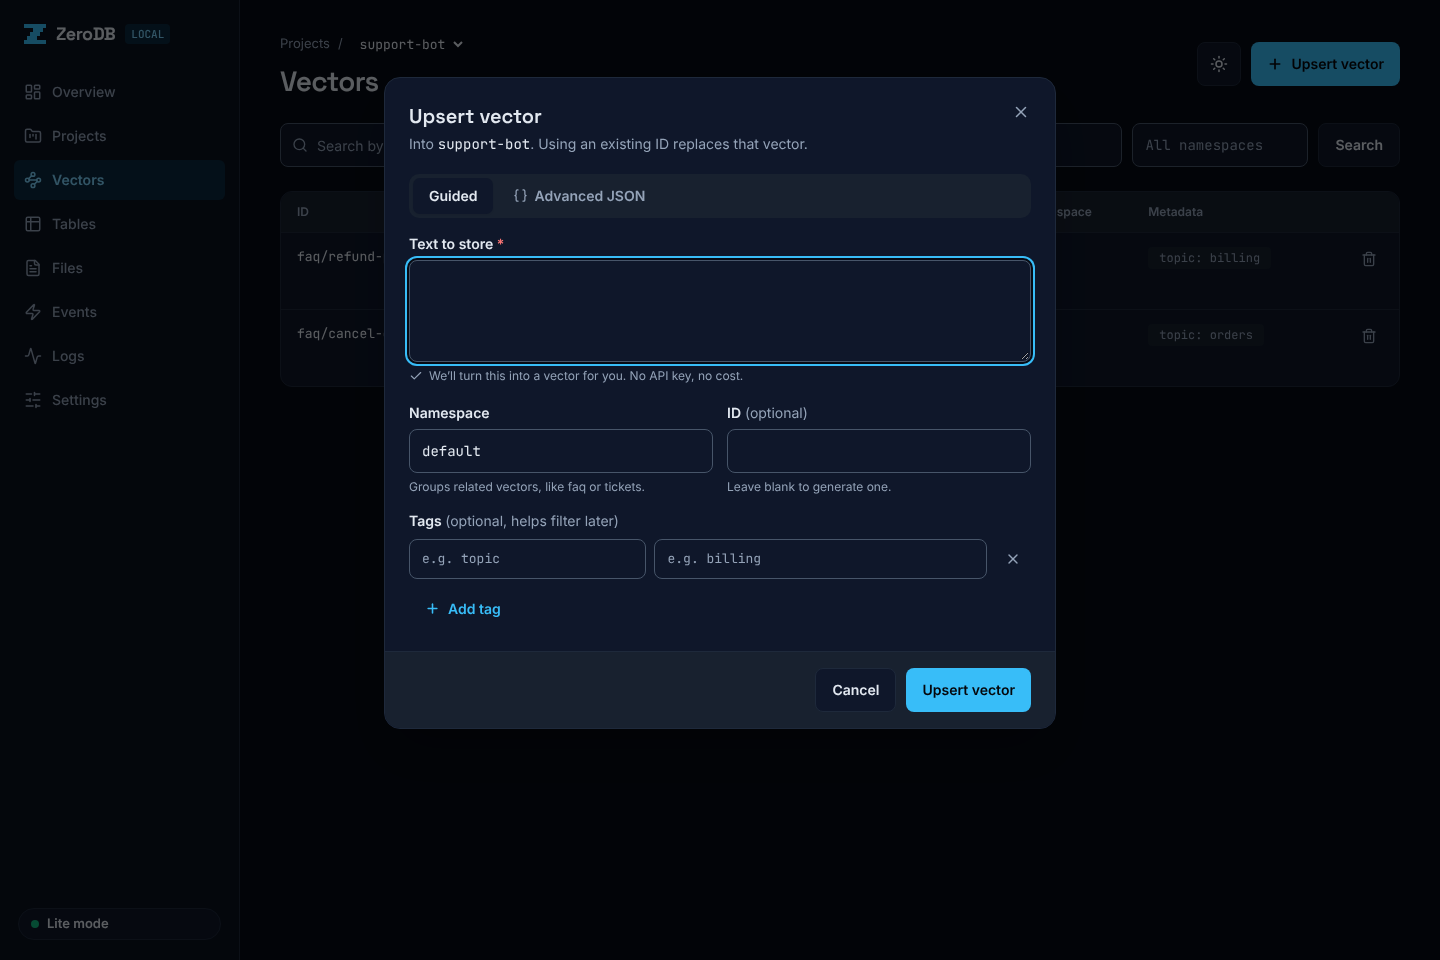 ZeroDB LOCAL
Overview
Projects
Vectors
Tables
Files
Events
Logs
Settings
Lite mode
Projects / support-bot
Vectors
Upsert vector
Search by
All namespaces
Search
ID
space
Metadata
faq/refund-
topic: billing
faq/cancel-
topic: orders
Upsert vector
Into support-bot. Using an existing ID replaces that vector.
Guided
{} Advanced JSON
Text to store *
We'll turn this into a vector for you. No API key, no cost.
Namespace
ID (optional)
default
Groups related vectors, like faq or tickets.
Leave blank to generate one.
Tags (optional, helps filter later)
e.g. topic
e.g. billing
+ Add tag
Cancel
Upsert vector